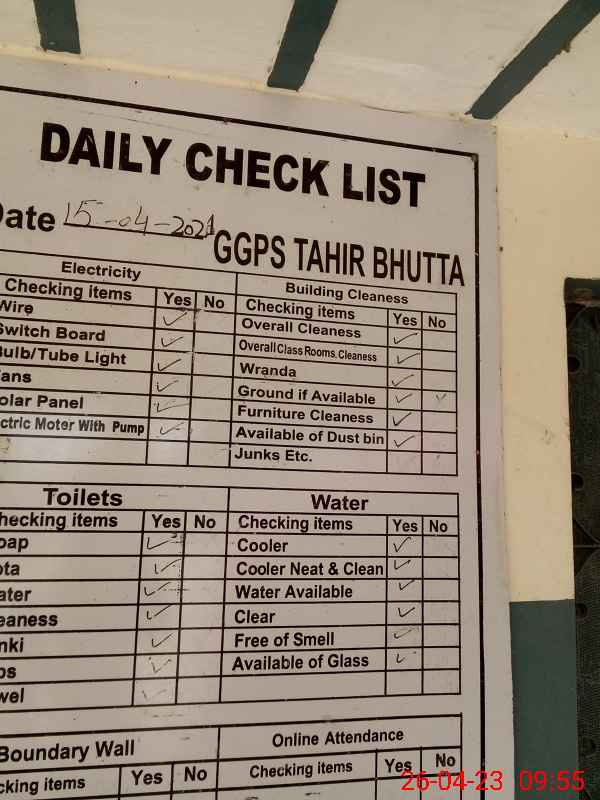 DAILY CHECK LIST
Date 15-04-2021
GGPS TAHIR BHUTTA
Electricity
Checking items Yes No
Wire
Switch Board
Bulb/Tube Light
ans
olar Panel
ectric Moter With Pump
Building Cleaness
Checking items Yes No
Overall Cleaness
Overall Class Rooms. Cleaness
Wranda
Ground if Available
Furniture Cleaness
Available of Dust bin
Junks Etc.
Toilets
hecking items Yes No
oap
ota
ater
eaness
nki
ps
wel
Water
Checking items Yes No
Cooler
Cooler Neat & Clean
Water Available
Clear
Free of Smell
Available of Glass
Boundary Wall
cking items Yes No
Online Attendance
Checking items Yes No
26-04-23 09:55